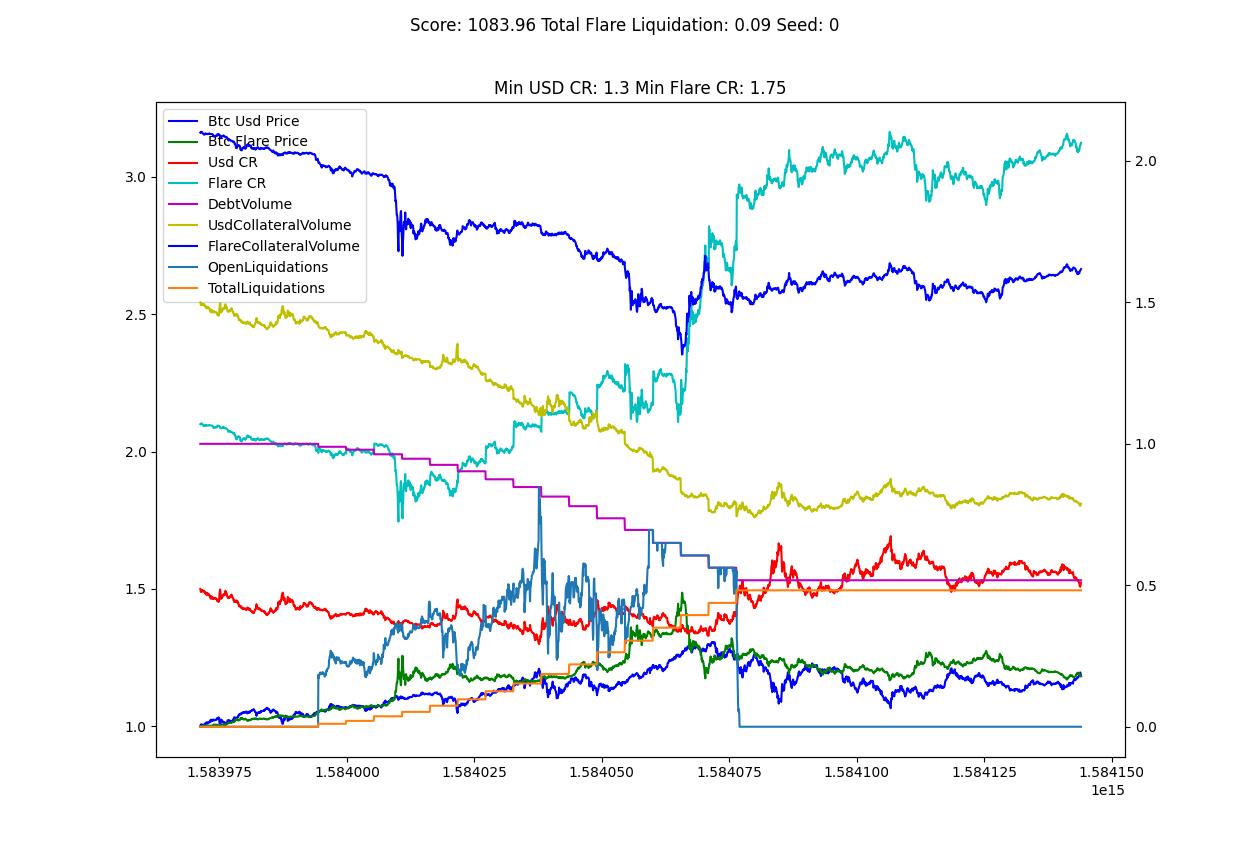 Score: 1083.96 Total Flare Liquidation: 0.09 Seed: 0
Min USD CR: 1.3 Min Flare CR: 1.75
Btc Usd Price
Btc Flare Price
Usd CR
Flare CR
DebtVolume
UsdCollateralVolume
FlareCollateralVolume
OpenLiquidations
TotalLiquidations
3.0
2.5
2.0
1.5
1.0
2.0
1.5
1.0
0.5
0.0
1.583975 1.584000 1.584025 1.584050 1.584075 1.584100 1.584125 1.584150
1e15